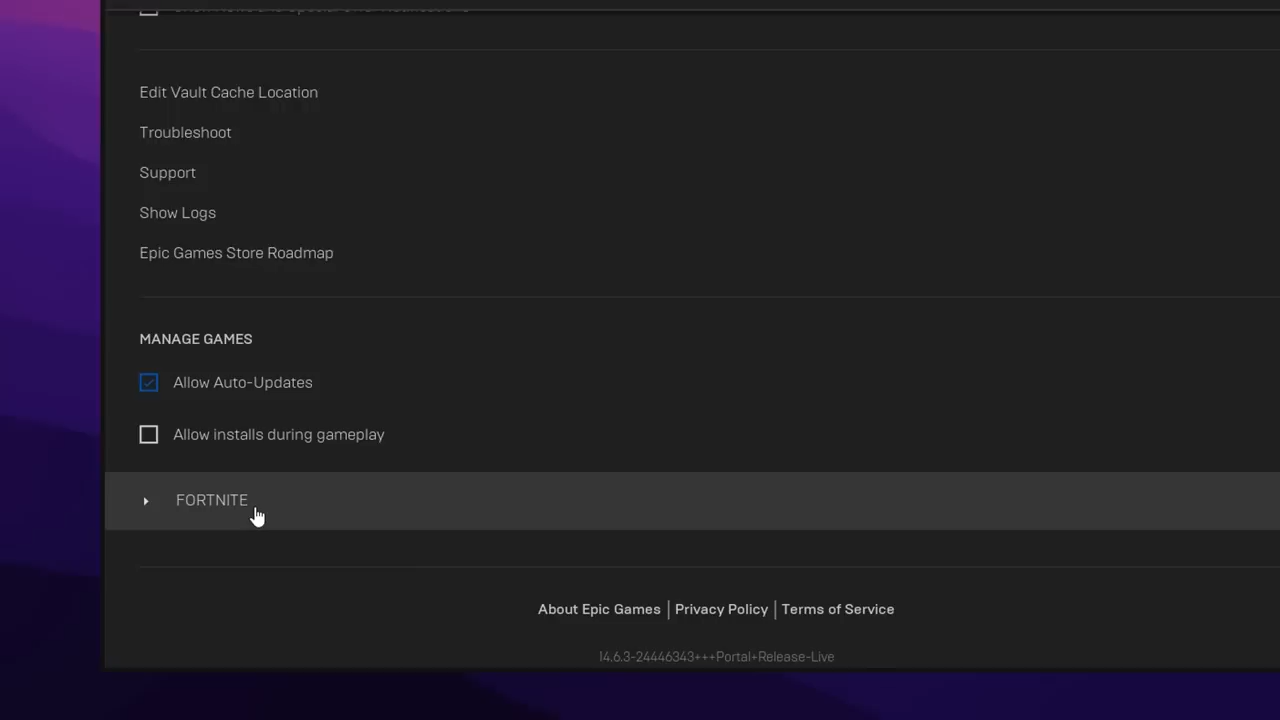 Edit Vault Cache Location
Troubleshoot
Support
Show Logs
Epic Games Store Roadmap
MANAGE GAMES
Allow Auto-Updates
Allow installs during gameplay
FORTNITE
About Epic Games | Privacy Policy | Terms of Service
14.6.3-24446343+++Portal+Release-Live